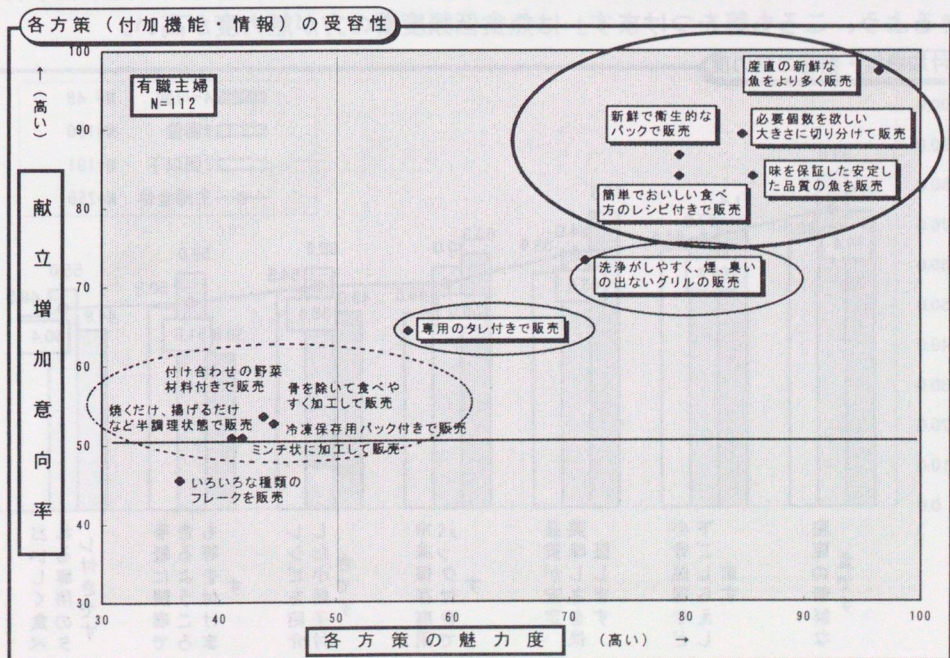 各方策（付加機能・情報）の受容性
↑
（高い）
献立増加意向率
100
90
80
70
60
50
40
30
有職主婦
N=112
産直の新鮮な
魚をより多く販売
新鮮で衛生的な
パックで販売
必要個数を欲しい
大きさに切り分けて販売
味を保証した安定し
た品質の魚を販売
簡単でおいしい食べ
方のレシピ付きで販売
洗浄がしやすく、煙、臭い
の出ないグリルの販売
専用のタレ付きで販売
付け合わせの野菜
材料付きで販売
骨を除いて食べや
すく加工して販売
焼くだけ、揚げるだけ
など半調理状態で販売
冷凍保存用パック付きで販売
ミンチ状に加工して販売
いろいろな種類の
フレークを販売
30 40 50 60 70 80 90 100
各方策の魅力度 （高い） →